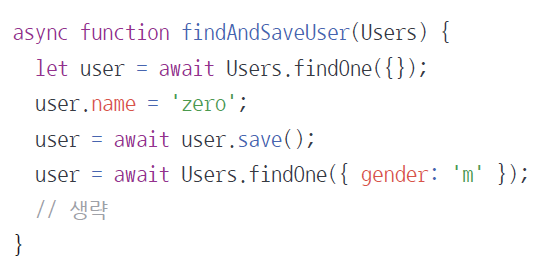 async function findAndSaveUser(Users) {
  let user = await Users.findOne({});
  user.name = 'zero';
  user = await user.save();
  user = await Users.findOne({ gender: 'm' });
  // 생략
}